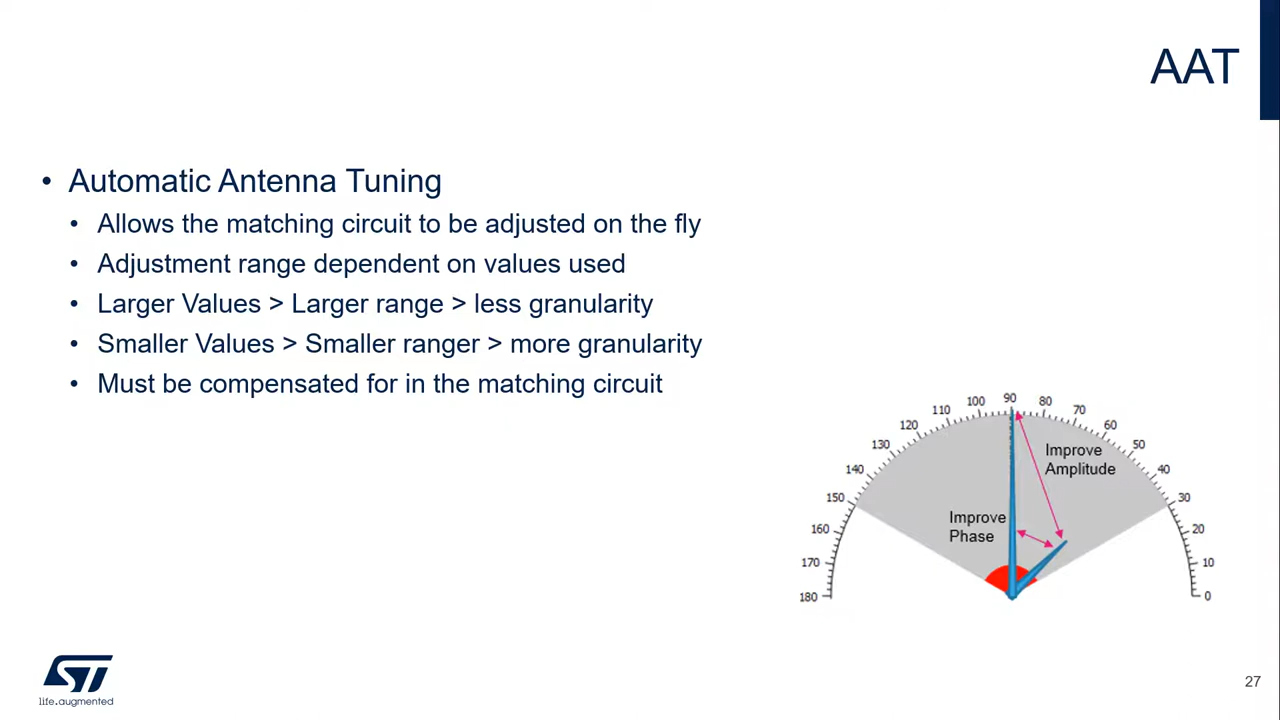 AAT
• Automatic Antenna Tuning
• Allows the matching circuit to be adjusted on the fly
• Adjustment range dependent on values used
• Larger Values > Larger range > less granularity
• Smaller Values > Smaller ranger > more granularity
• Must be compensated for in the matching circuit
180 170 160 150 140 130 120 110 100 90 80 70 60 50 40 30 20 10 0
Improve
Amplitude
Improve
Phase
ST
life.augmented
27